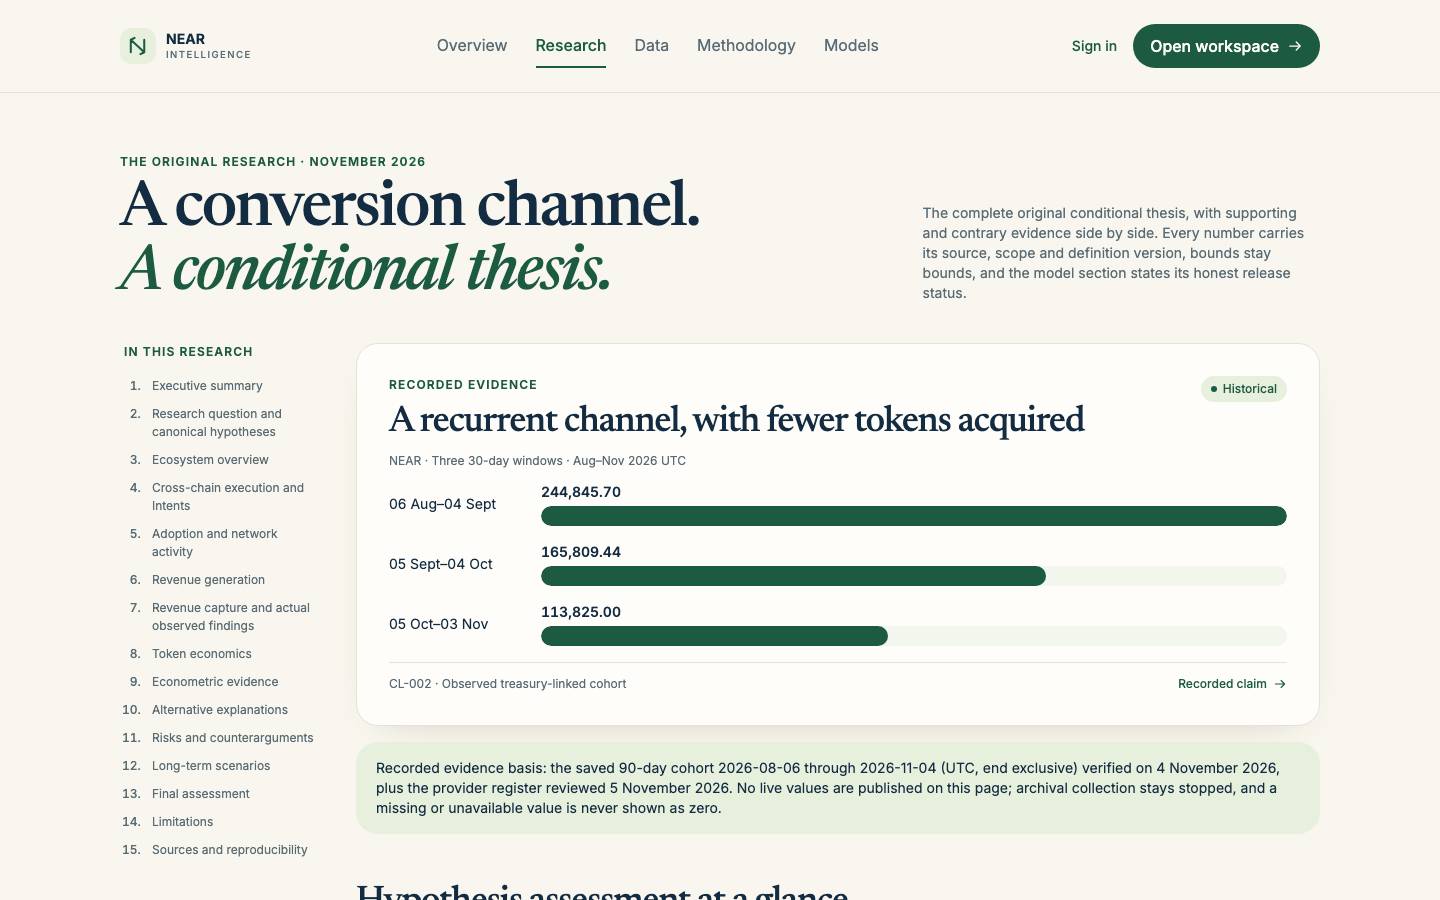 NEAR
INTELLIGENCE
Overview
Research
Data
Methodology
Models
Sign in
Open workspace →
THE ORIGINAL RESEARCH · NOVEMBER 2026
A conversion channel.
A conditional thesis.
The complete original conditional thesis, with supporting
and contrary evidence side by side. Every number carries
its source, scope and definition version, bounds stay
bounds, and the model section states its honest release
status.
IN THIS RESEARCH
1. Executive summary
2. Research question and
canonical hypotheses
3. Ecosystem overview
4. Cross-chain execution and
Intents
5. Adoption and network
activity
6. Revenue generation
7. Revenue capture and actual
observed findings
8. Token economics
9. Econometric evidence
10. Alternative explanations
11. Risks and counterarguments
12. Long-term scenarios
13. Final assessment
14. Limitations
15. Sources and reproducibility
RECORDED EVIDENCE
Historical
A recurrent channel, with fewer tokens acquired
NEAR · Three 30-day windows · Aug–Nov 2026 UTC
06 Aug–04 Sept
244,845.70
05 Sept–04 Oct
165,809.44
05 Oct–03 Nov
113,825.00
CL-002 · Observed treasury-linked cohort
Recorded claim →
Recorded evidence basis: the saved 90-day cohort 2026-08-06 through 2026-11-04 (UTC, end exclusive) verified on 4 November 2026,
plus the provider register reviewed 5 November 2026. No live values are published on this page; archival collection stays stopped, and a
missing or unavailable value is never shown as zero.
Hypothesis assessment at a glance